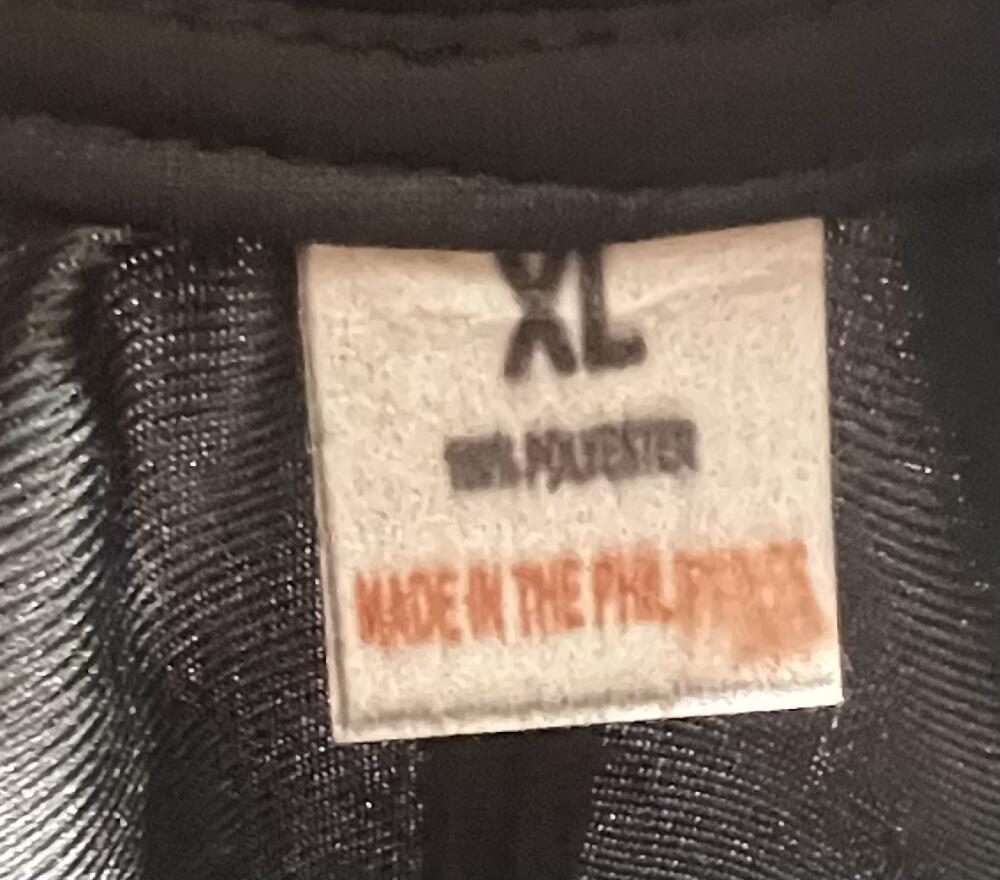 XL
100% POLYESTER
MADE IN THE PHILIPPINES